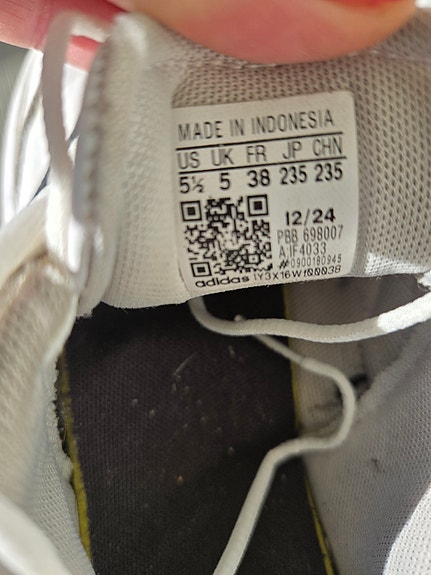 MADE IN INDONESIA
US UK FR JP CHN
5½ 5 38 235 235
12/24
PBB 698007
IF4033
#0900180945
adidas